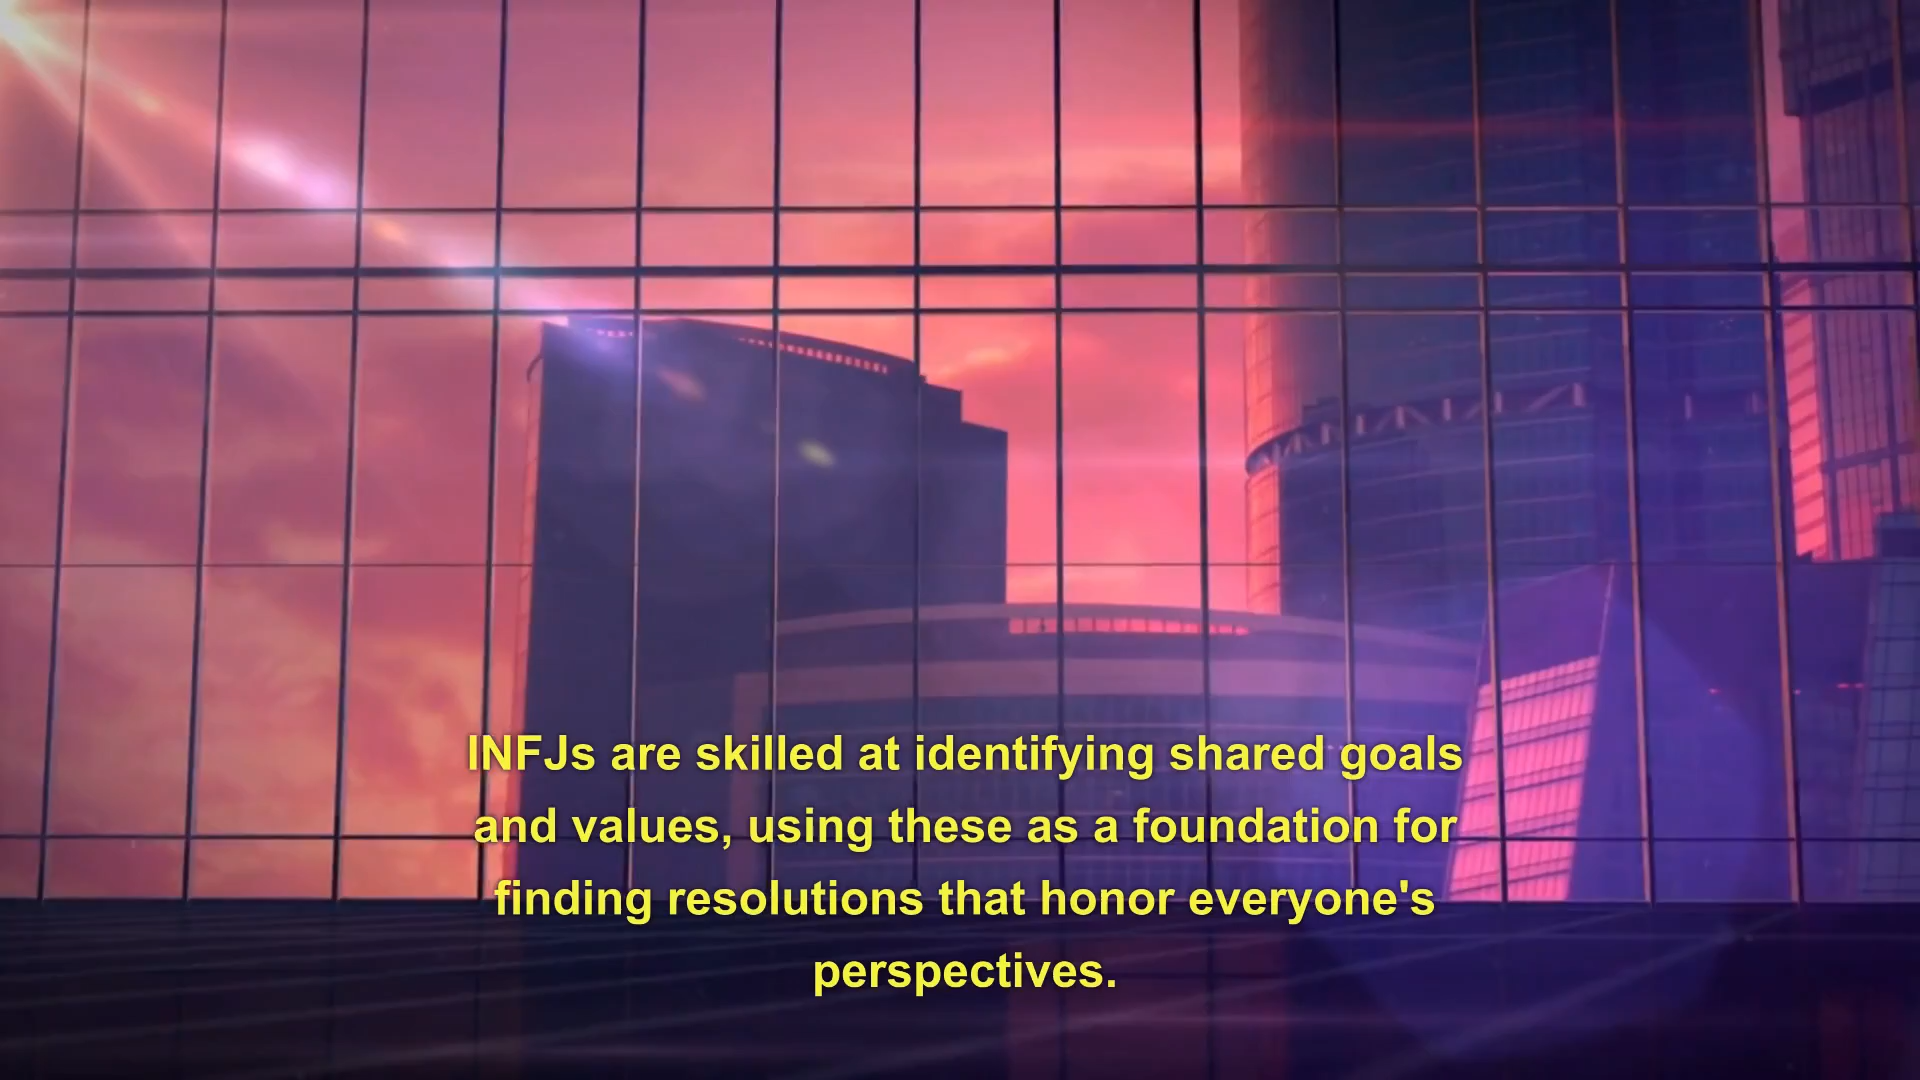 INFJs are skilled at identifying shared goals
and values, using these as a foundation for
finding resolutions that honor everyone's
perspectives.